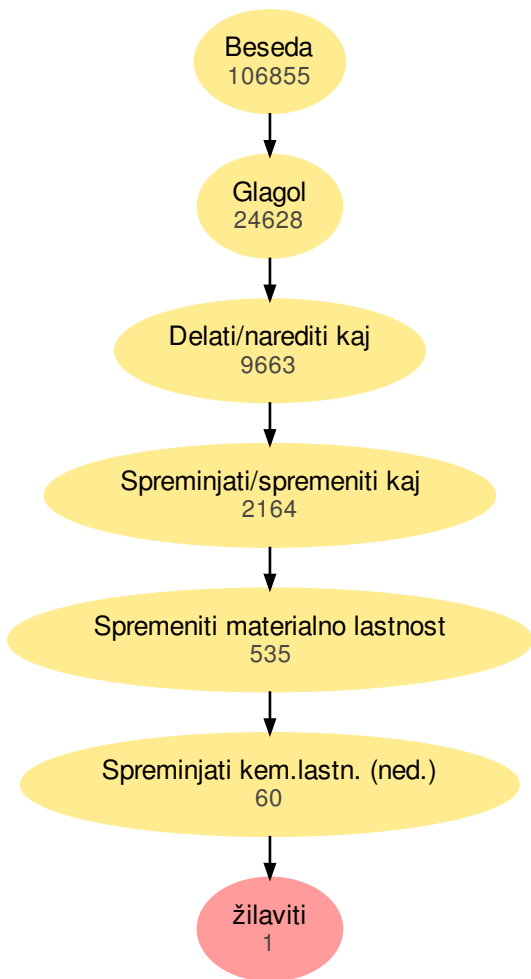 Beseda
106855
Glagol
24628
Delati/narediti kaj
9663
Spreminjati/spremeniti kaj
2164
Spremeniti materialno lastnost
535
Spreminjati kem.lastn. (ned.)
60
žilaviti
1